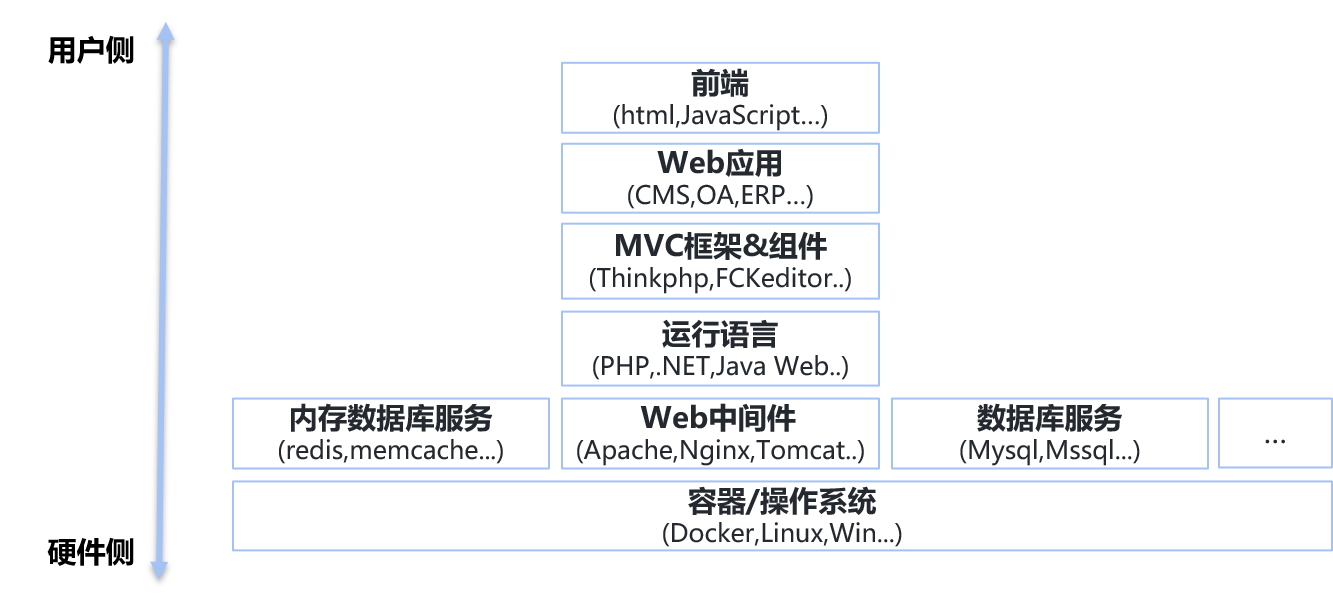 用户侧
前端
(html,JavaScript...)
Web应用
(CMS,OA,ERP...)
MVC框架&组件
(Thinkphp,FCKeditor..)
运行语言
(PHP,.NET,Java Web..)
内存数据库服务
(redis,memcache...)
Web中间件
(Apache,Nginx,Tomcat..)
数据库服务
(Mysql,Mssql...)
...
容器/操作系统
(Docker,Linux,Win...)
硬件侧